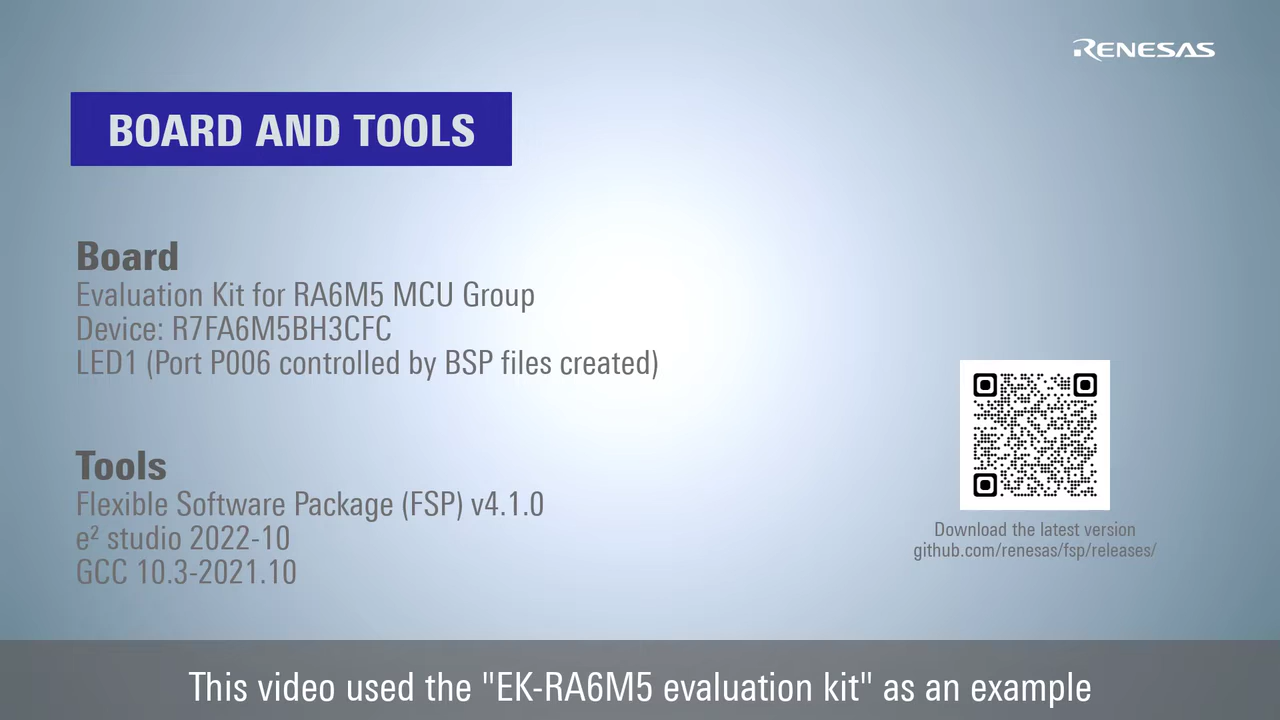 RENESAS
BOARD AND TOOLS
Board
Evaluation Kit for RA6M5 MCU Group
Device: R7FA6M5BH3CFC
LED1 (Port P006 controlled by BSP files created)
Tools
Flexible Software Package (FSP) v4.1.0
e² studio 2022-10
GCC 10.3-2021.10
Download the latest version
github.com/renesas/fsp/releases/
This video used the "EK-RA6M5 evaluation kit" as an example